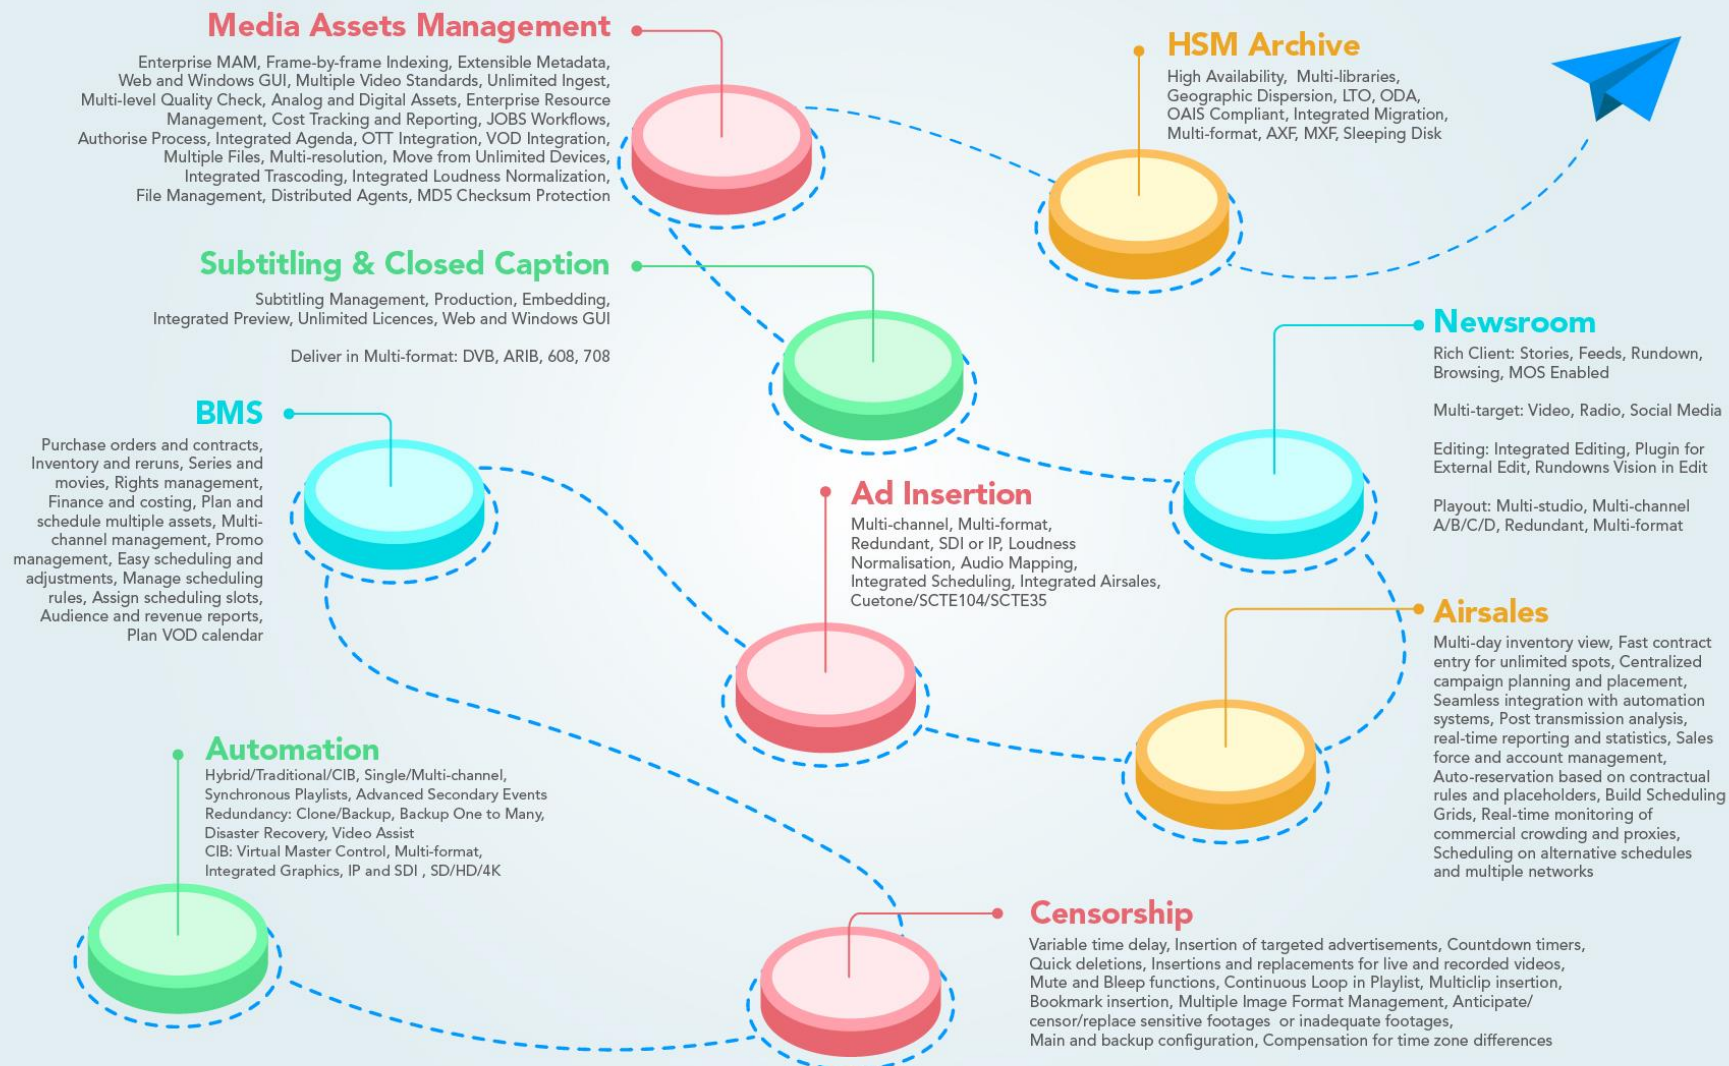 Media Assets Management
Enterprise MAM, Frame-by-frame Indexing, Extensible Metadata,
Web and Windows GUI, Multiple Video Standards, Unlimited Ingest,
Multi-level Quality Check, Analog and Digital Assets, Enterprise Resource
Management, Cost Tracking and Reporting, JOBS Workflows,
Authorise Process, Integrated Agenda, OTT Integration, VOD Integration,
Multiple Files, Multi-resolution, Move from Unlimited Devices,
Integrated Trascoding, Integrated Loudness Normalization,
File Management, Distributed Agents, MD5 Checksum Protection
HSM Archive
High Availability, Multi-libraries,
Geographic Dispersion, LTO, ODA,
OAIS Compliant, Integrated Migration,
Multi-format, AXF, MXF, Sleeping Disk
Subtitling & Closed Caption
Subtitling Management, Production, Embedding,
Integrated Preview, Unlimited Licences, Web and Windows GUI
Deliver in Multi-format: DVB, ARIB, 608, 708
Newsroom
Rich Client: Stories, Feeds, Rundown,
Browsing, MOS Enabled
Multi-target: Video, Radio, Social Media
Editing: Integrated Editing, Plugin for
External Edit, Rundowns Vision in Edit
Playout: Multi-studio, Multi-channel
A/B/C/D, Redundant, Multi-format
BMS
Purchase orders and contracts,
Inventory and reruns, Series and
movies, Rights management,
Finance and costing, Plan and
schedule multiple assets, Multi-
channel management, Promo
management, Easy scheduling and
adjustments, Manage scheduling
rules, Assign scheduling slots,
Audience and revenue reports,
Plan VOD calendar
Ad Insertion
Multi-channel, Multi-format,
Redundant, SDI or IP, Loudness
Normalisation, Audio Mapping,
Integrated Scheduling, Integrated Airsales,
Cuetone/SCTE104/SCTE35
Airsales
Multi-day inventory view, Fast contract
entry for unlimited spots, Centralized
campaign planning and placement,
Seamless integration with automation
systems, Post transmission analysis,
real-time reporting and statistics, Sales
force and account management,
Auto-reservation based on contractual
rules and placeholders, Build Scheduling
Grids, Real-time monitoring of
commercial crowding and proxies,
Scheduling on alternative schedules
and multiple networks
Automation
Hybrid/Traditional/CIB, Single/Multi-channel,
Synchronous Playlists, Advanced Secondary Events
Redundancy: Clone/Backup, Backup One to Many,
Disaster Recovery, Video Assist
CIB: Virtual Master Control, Multi-format,
Integrated Graphics, IP and SDI , SD/HD/4K
Censorship
Variable time delay, Insertion of targeted advertisements, Countdown timers,
Quick deletions, Insertions and replacements for live and recorded videos,
Mute and Bleep functions, Continuous Loop in Playlist, Multiclip insertion,
Bookmark insertion, Multiple Image Format Management, Anticipate/
censor/replace sensitive footages or inadequate footages,
Main and backup configuration, Compensation for time zone differences